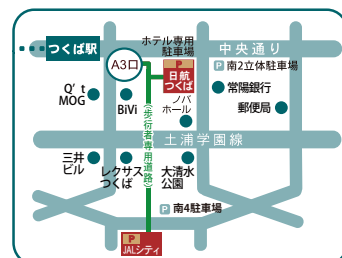 つくば駅
ホテル専用
駐車場
中央通り
A3口
P
日航
つくば
P 南2立体駐車場
Q't
MOG
BiVi
ノバ
ホール
常陽銀行
郵便局
(歩行者専用道路)
土浦学園線
三井
ビル
レクサス
つくば
大清水
公園
P 南4駐車場
P
JALシティ